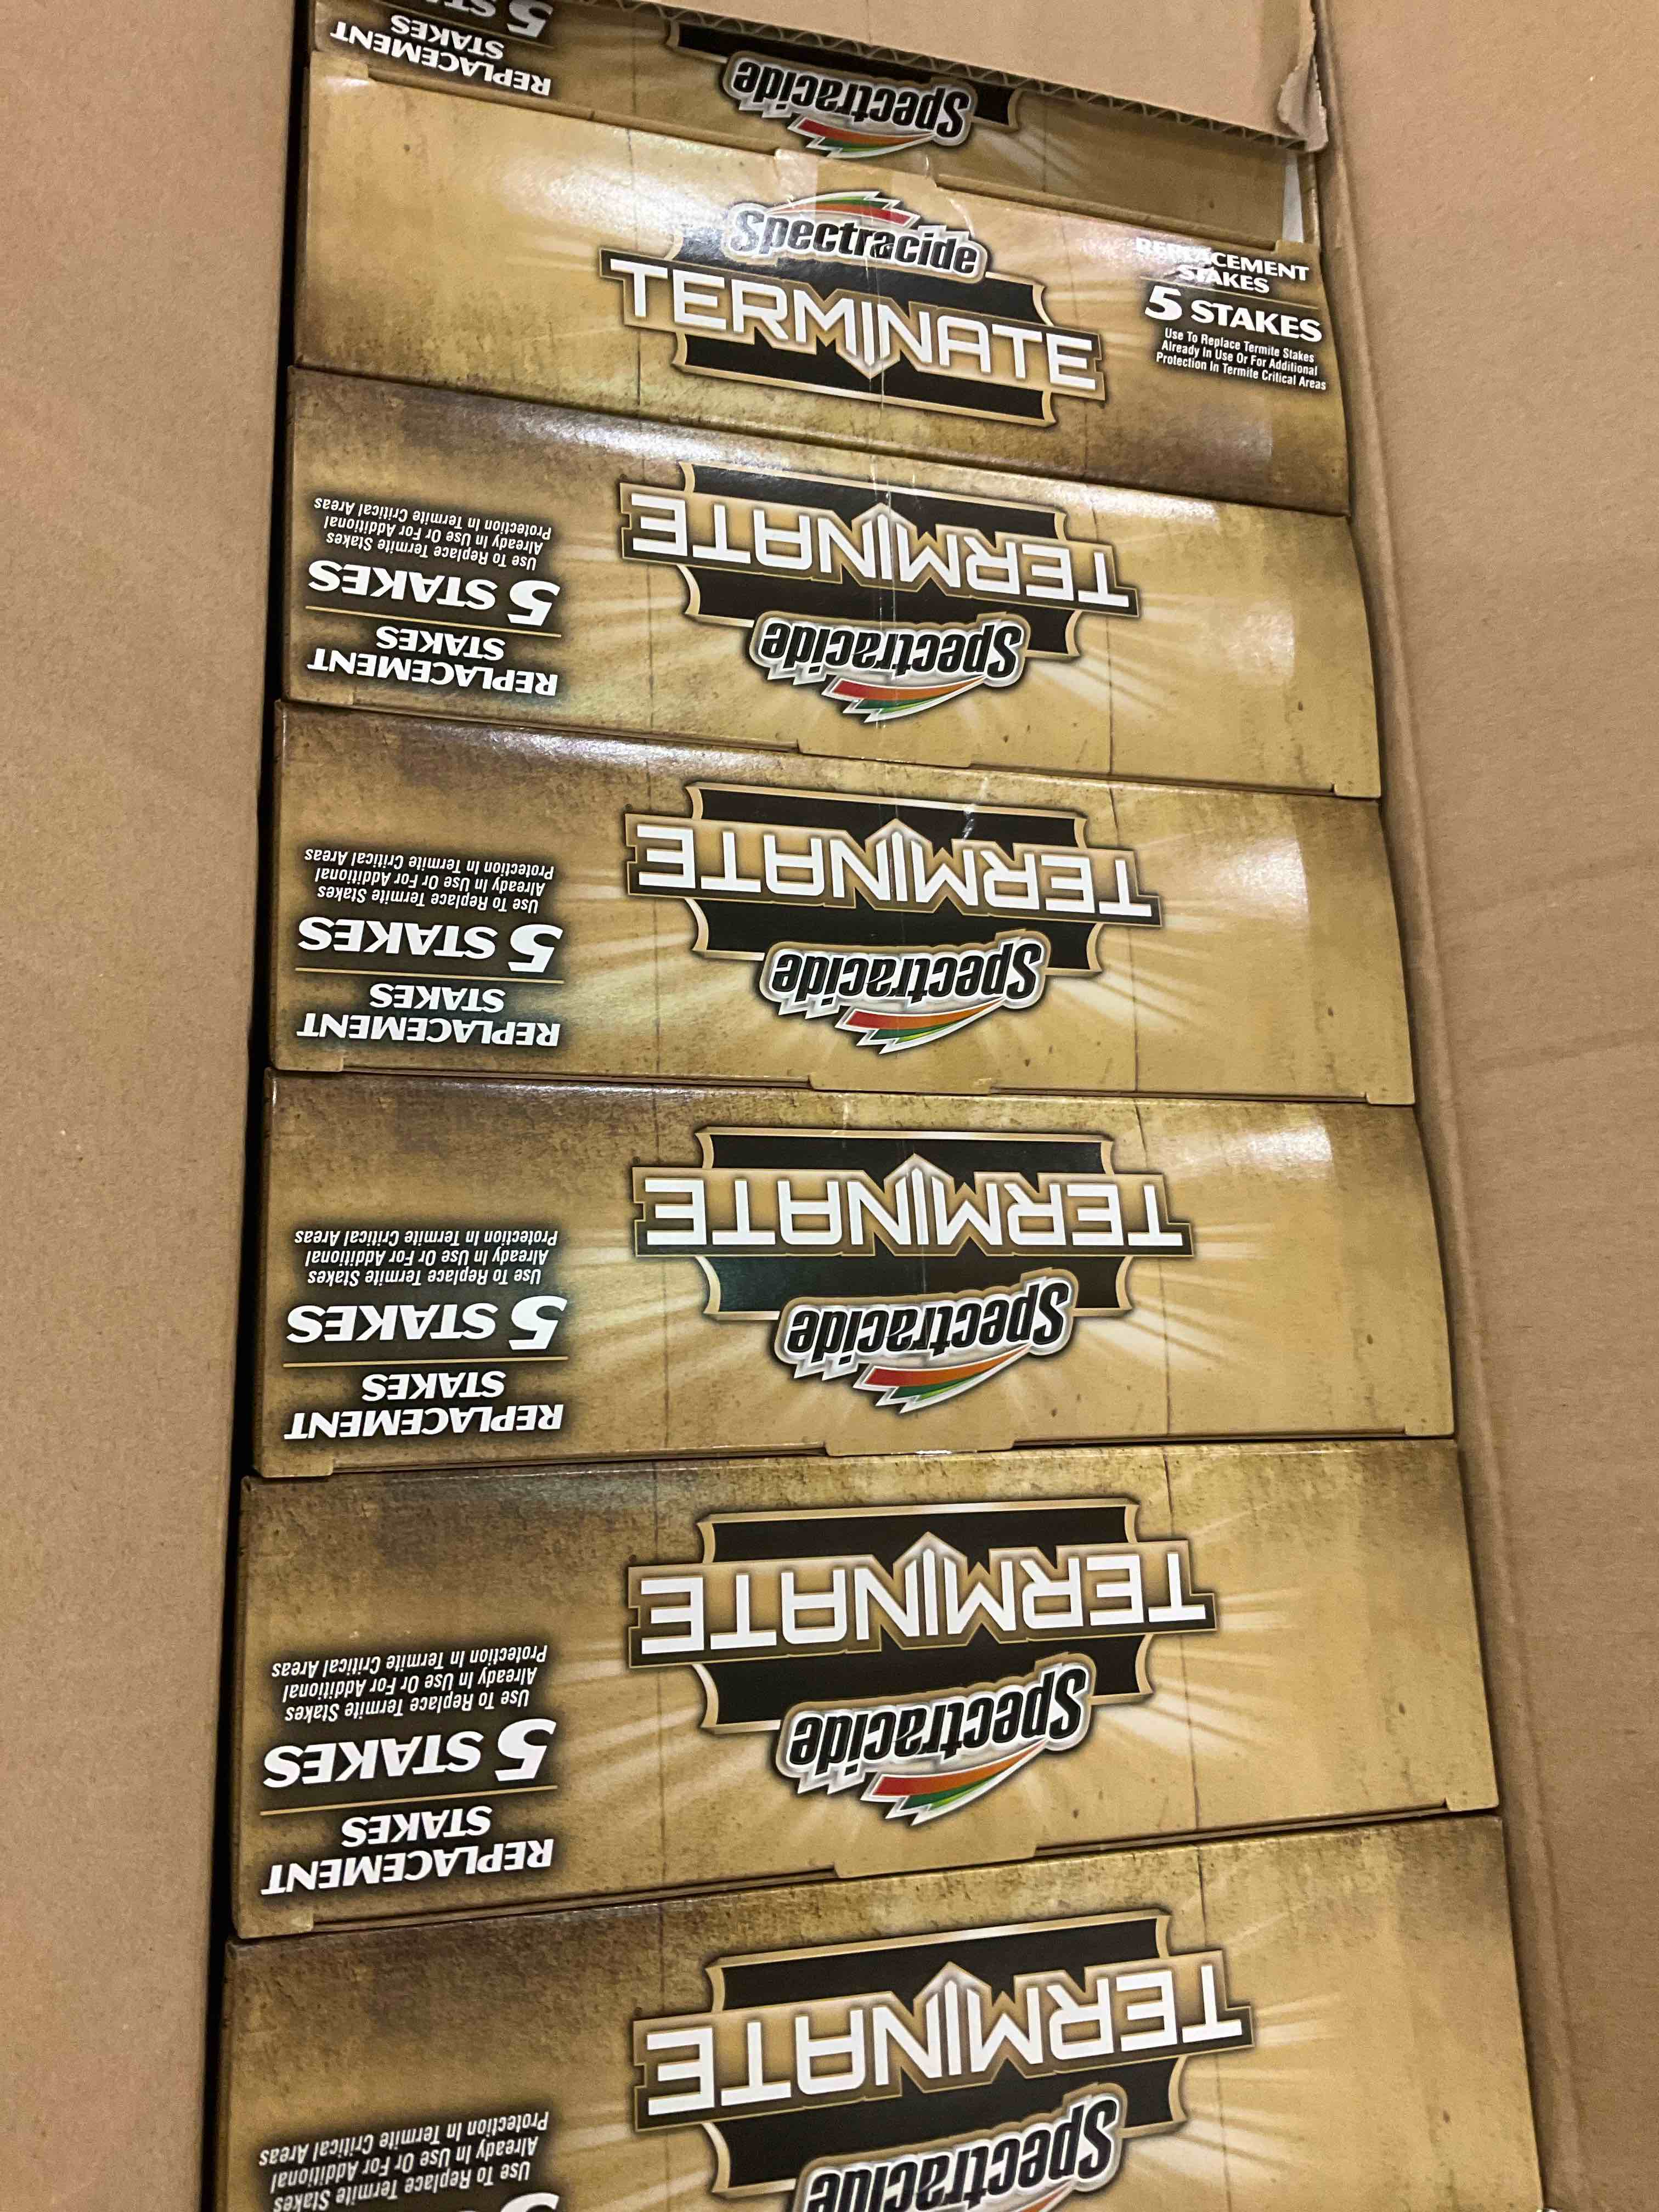 5 STAKES
REPLACEMENT
STAKES
Spectracide
Spectracide
TERMINATE
REPLACEMENT
STAKES
5 STAKES
Use To Replace Termite Stakes
Already In Use Or For Additional
Protection In Termite Critical Areas
REPLACEMENT
STAKES
5 STAKES
Use To Replace Termite Stakes
Already In Use Or For Additional
Protection In Termite Critical Areas
Spectracide
TERMINATE
REPLACEMENT
STAKES
5 STAKES
Use To Replace Termite Stakes
Already In Use Or For Additional
Protection In Termite Critical Areas
Spectracide
TERMINATE
REPLACEMENT
STAKES
5 STAKES
Use To Replace Termite Stakes
Already In Use Or For Additional
Protection In Termite Critical Areas
Spectracide
TERMINATE
REPLACEMENT
STAKES
5 STAKES
Use To Replace Termite Stakes
Already In Use Or For Additional
Protection In Termite Critical Areas
Spectracide
TERMINATE
Use To Replace Termite Stakes
Already In Use Or For Additional
Protection In Termite Critical Areas
Spectracide
TERMINATE